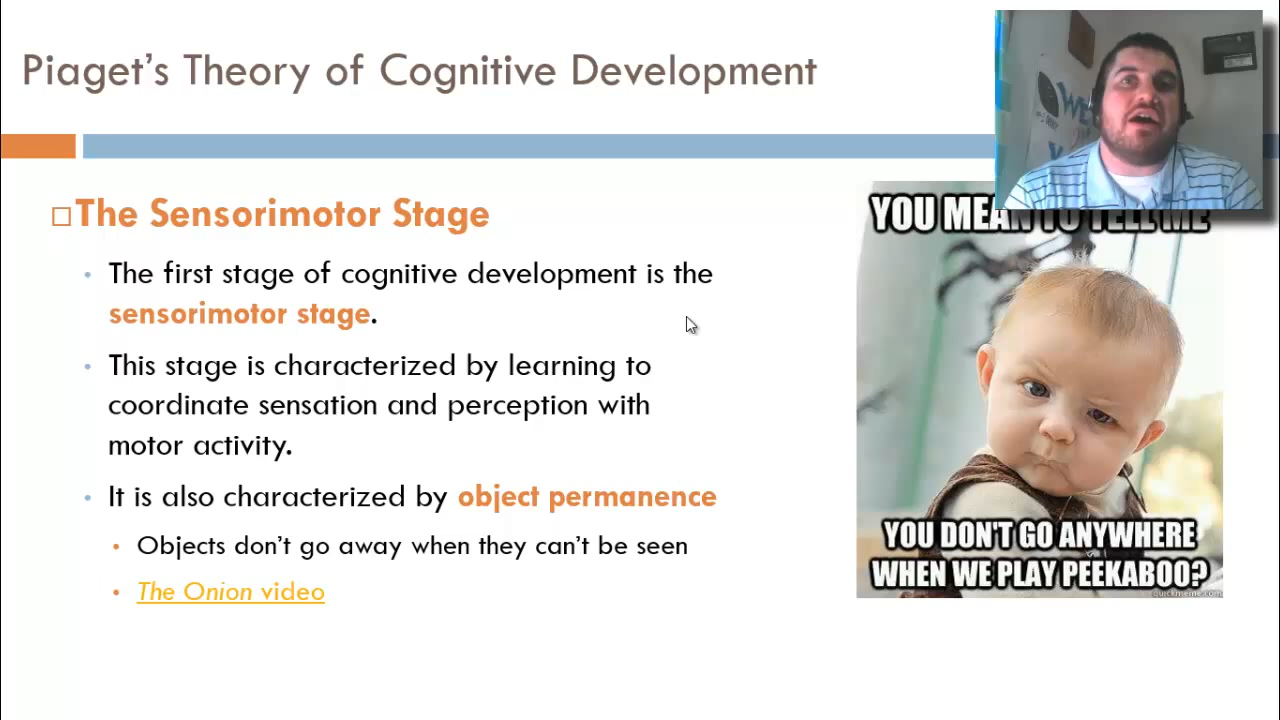 Piaget's Theory of Cognitive Development
The Sensorimotor Stage
The first stage of cognitive development is the
sensorimotor stage.
This stage is characterized by learning to
coordinate sensation and perception with
motor activity.
It is also characterized by object permanence
Objects don't go away when they can't be seen
The Onion video
WE
YOU MEAN TO TELL ME
YOU DON'T GO ANYWHERE
WHEN WE PLAY PEEKABOO?
quickmeme.com